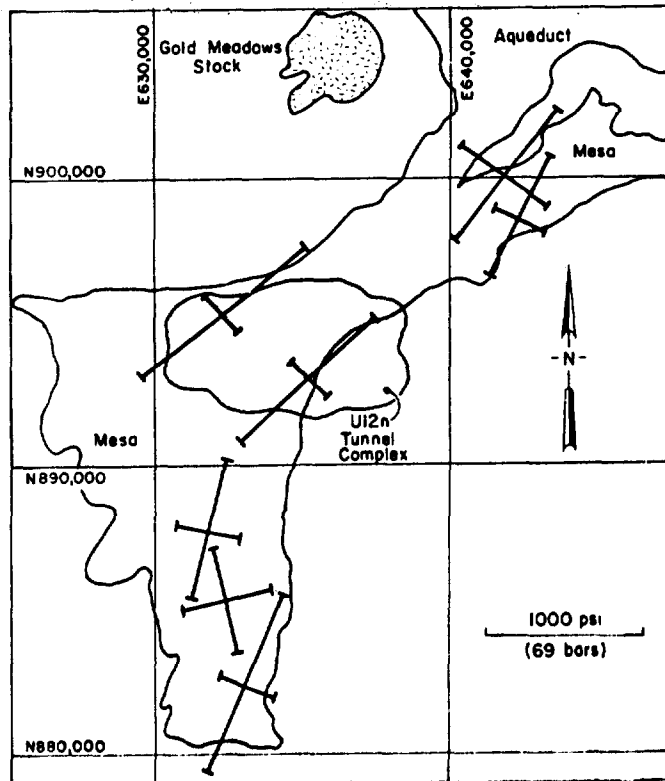 E630,000
Gold Meadows
Stock
E640,000
Aqueduct
Mesa
N900,000
-N-
Mesa
U12n
Tunnel
Complex
N890,000
1000 psi
(69 bars)
N880,000